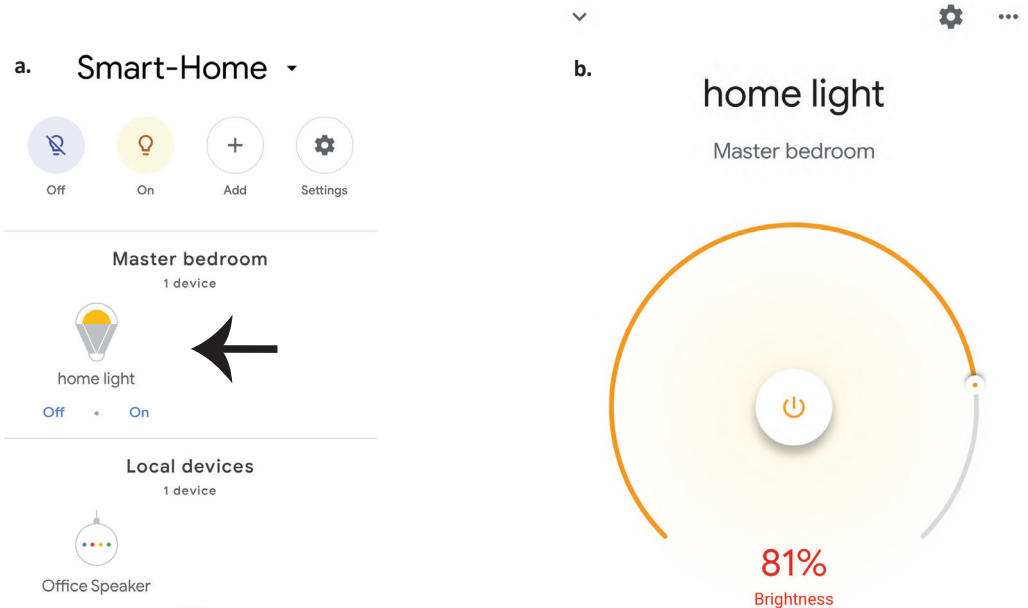 a.
Smart-Home
Off
On
Add
Settings
Master bedroom
1 device
home light
Off • On
Local devices
1 device
Office Speaker
b.
home light
Master bedroom
81%
Brightness